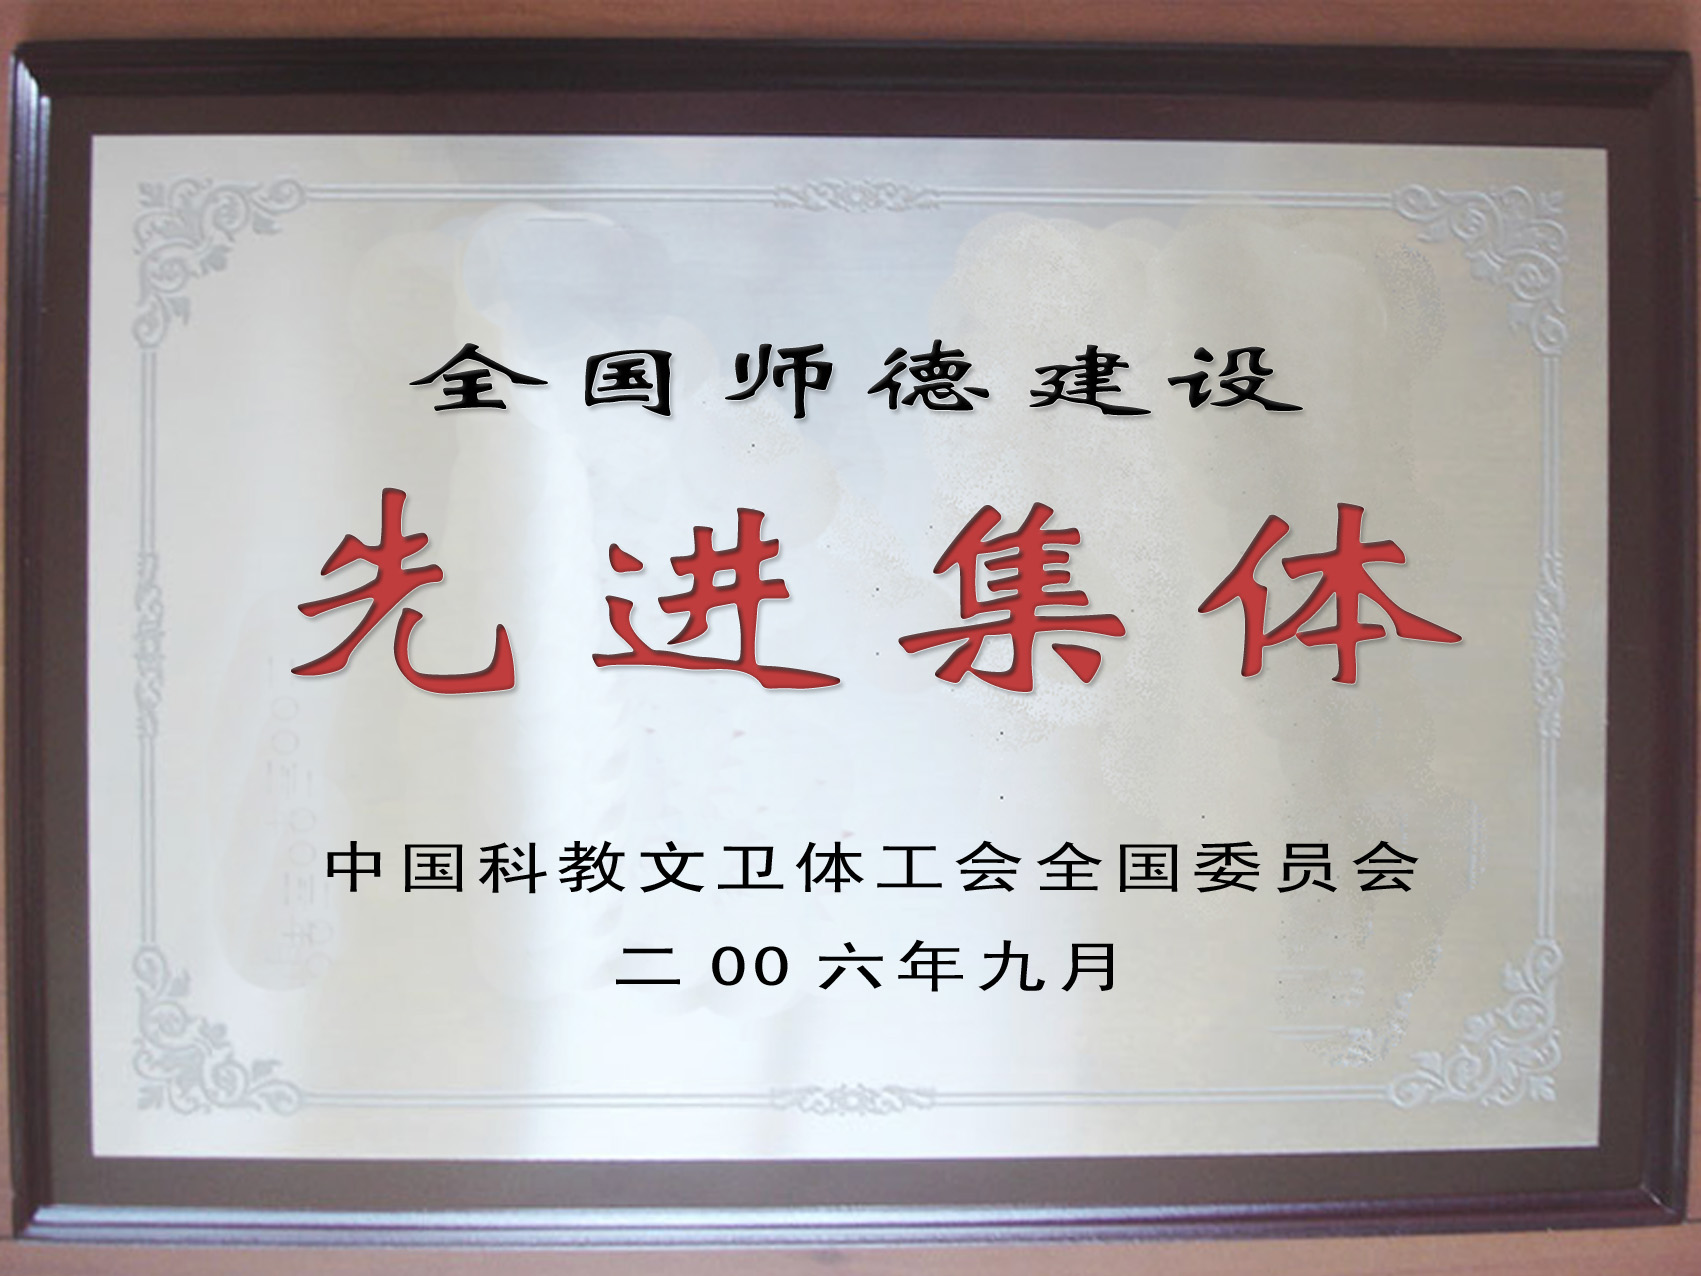 全国师德建设
先进集体
中国科教文卫体工会全国委员会
二00六年九月